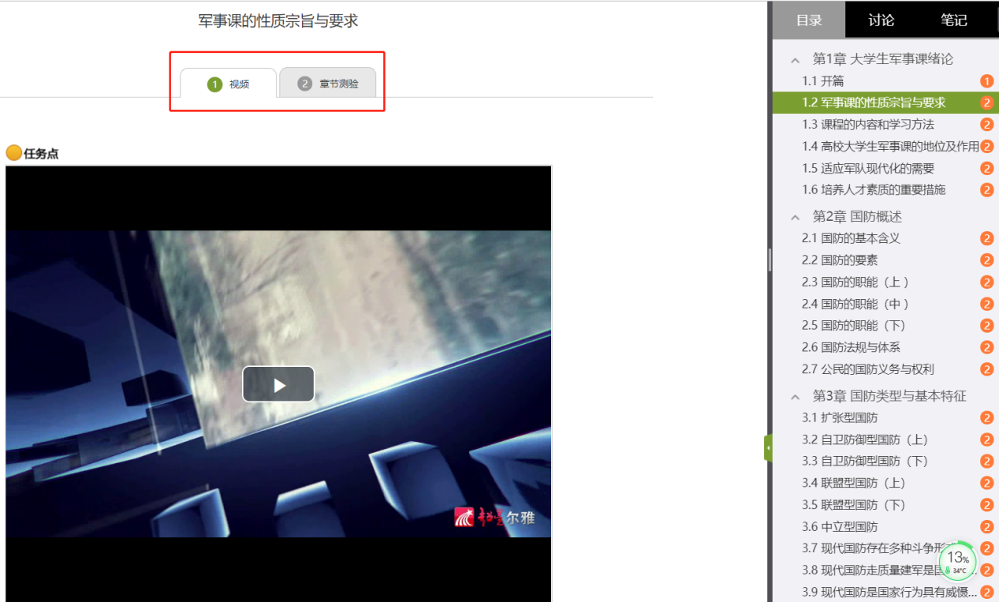 军事课的性质宗旨与要求
1 视频
2 章节测验
任务点
超星尔雅
目录
讨论
笔记
第1章 大学生军事课绪论
1.1 开篇 1
1.2 军事课的性质宗旨与要求 2
1.3 课程的内容和学习方法 2
1.4 高校大学生军事课的地位及作用 2
1.5 适应军队现代化的需要 2
1.6 培养人才素质的重要措施 2
第2章 国防概述
2.1 国防的基本含义 2
2.2 国防的要素 2
2.3 国防的职能（上） 2
2.4 国防的职能（中） 2
2.5 国防的职能（下） 2
2.6 国防法规与体系 2
2.7 公民的国防义务与权利 2
第3章 国防类型与基本特征
3.1 扩张型国防 2
3.2 自卫防御型国防（上） 2
3.3 自卫防御型国防（下） 2
3.4 联盟型国防（上） 2
3.5 联盟型国防（下） 2
3.6 中立型国防 2
3.7 现代国防存在多种斗争形 2
3.8 现代国防走质量建军是 2
3.9 现代国防是国家行为具有威慑... 2
13%
34℃